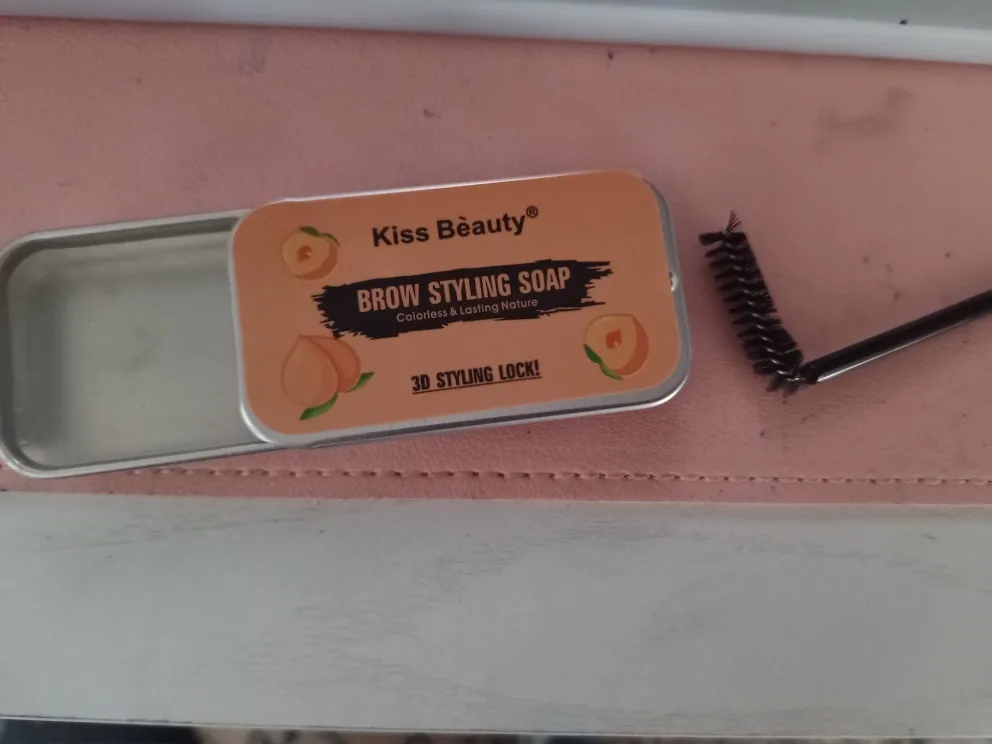 Kiss Bèauty®
BROW STYLING SOAP
Colorless & Lasting Nature
3D STYLING LOCK!